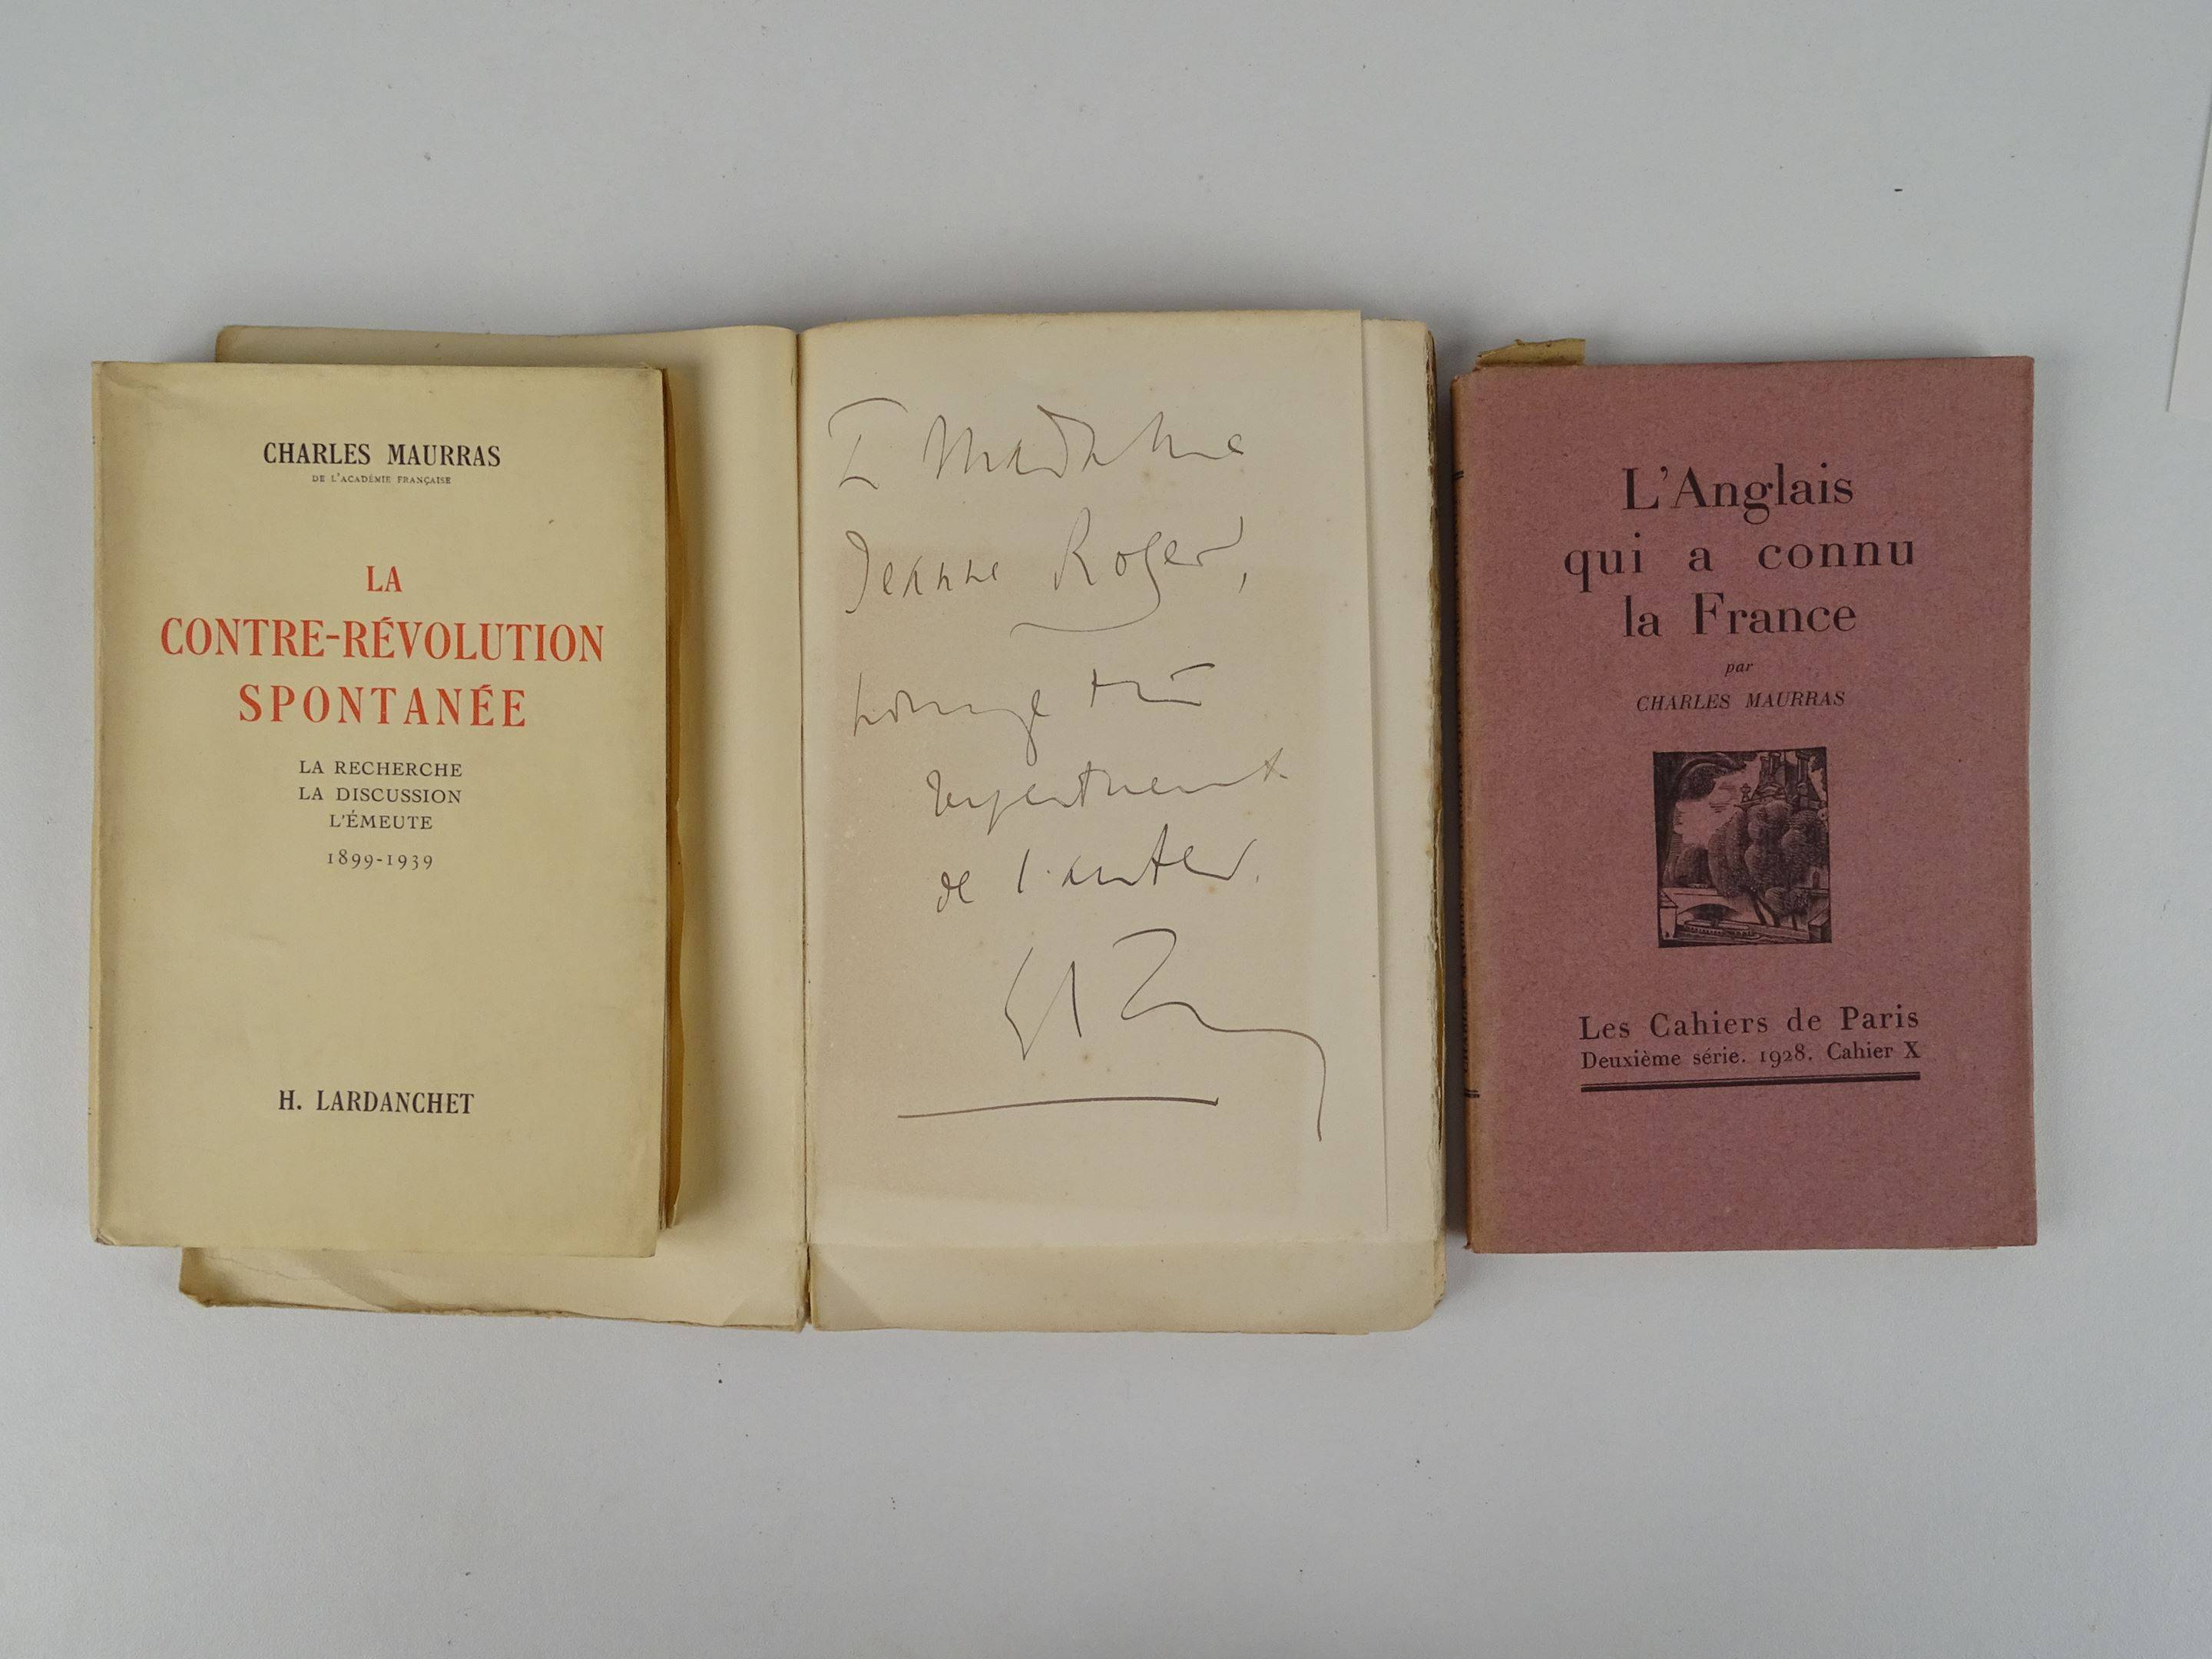 CHARLES MAURRAS
DE L'ACADÉMIE FRANÇAISE
LA
CONTRE-RÉVOLUTION
SPONTANÉE
LA RECHERCHE
LA DISCUSSION
L'ÉMEUTE
1899-1939
H. LARDANCHET
Madame
Jeanne Roger,
hommage très
respectueux
de l'auteur.
L'Anglais
qui a connu
la France
par
CHARLES MAURRAS
Les Cahiers de Paris
Deuxième série. 1928. Cahier X